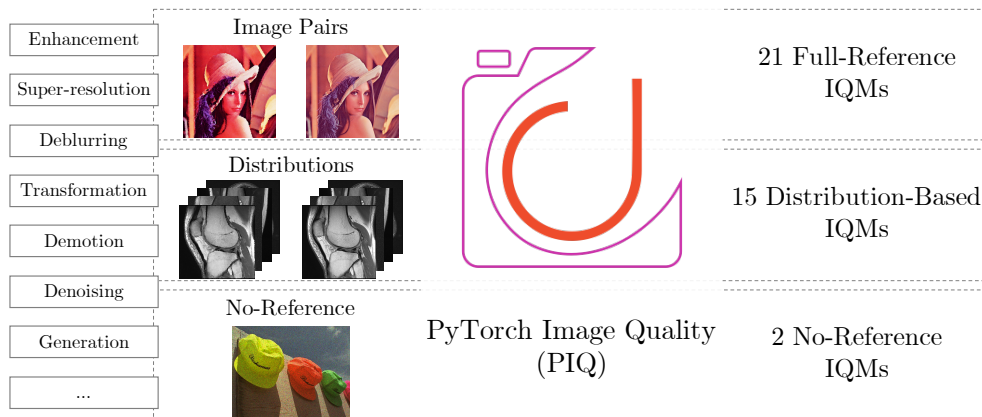 Enhancement
Super-resolution
Deblurring
Transformation
Demotion
Denoising
Generation
...
Image Pairs
Distributions
No-Reference
PyTorch Image Quality
(PIQ)
21 Full-Reference
IQMs
15 Distribution-Based
IQMs
2 No-Reference
IQMs